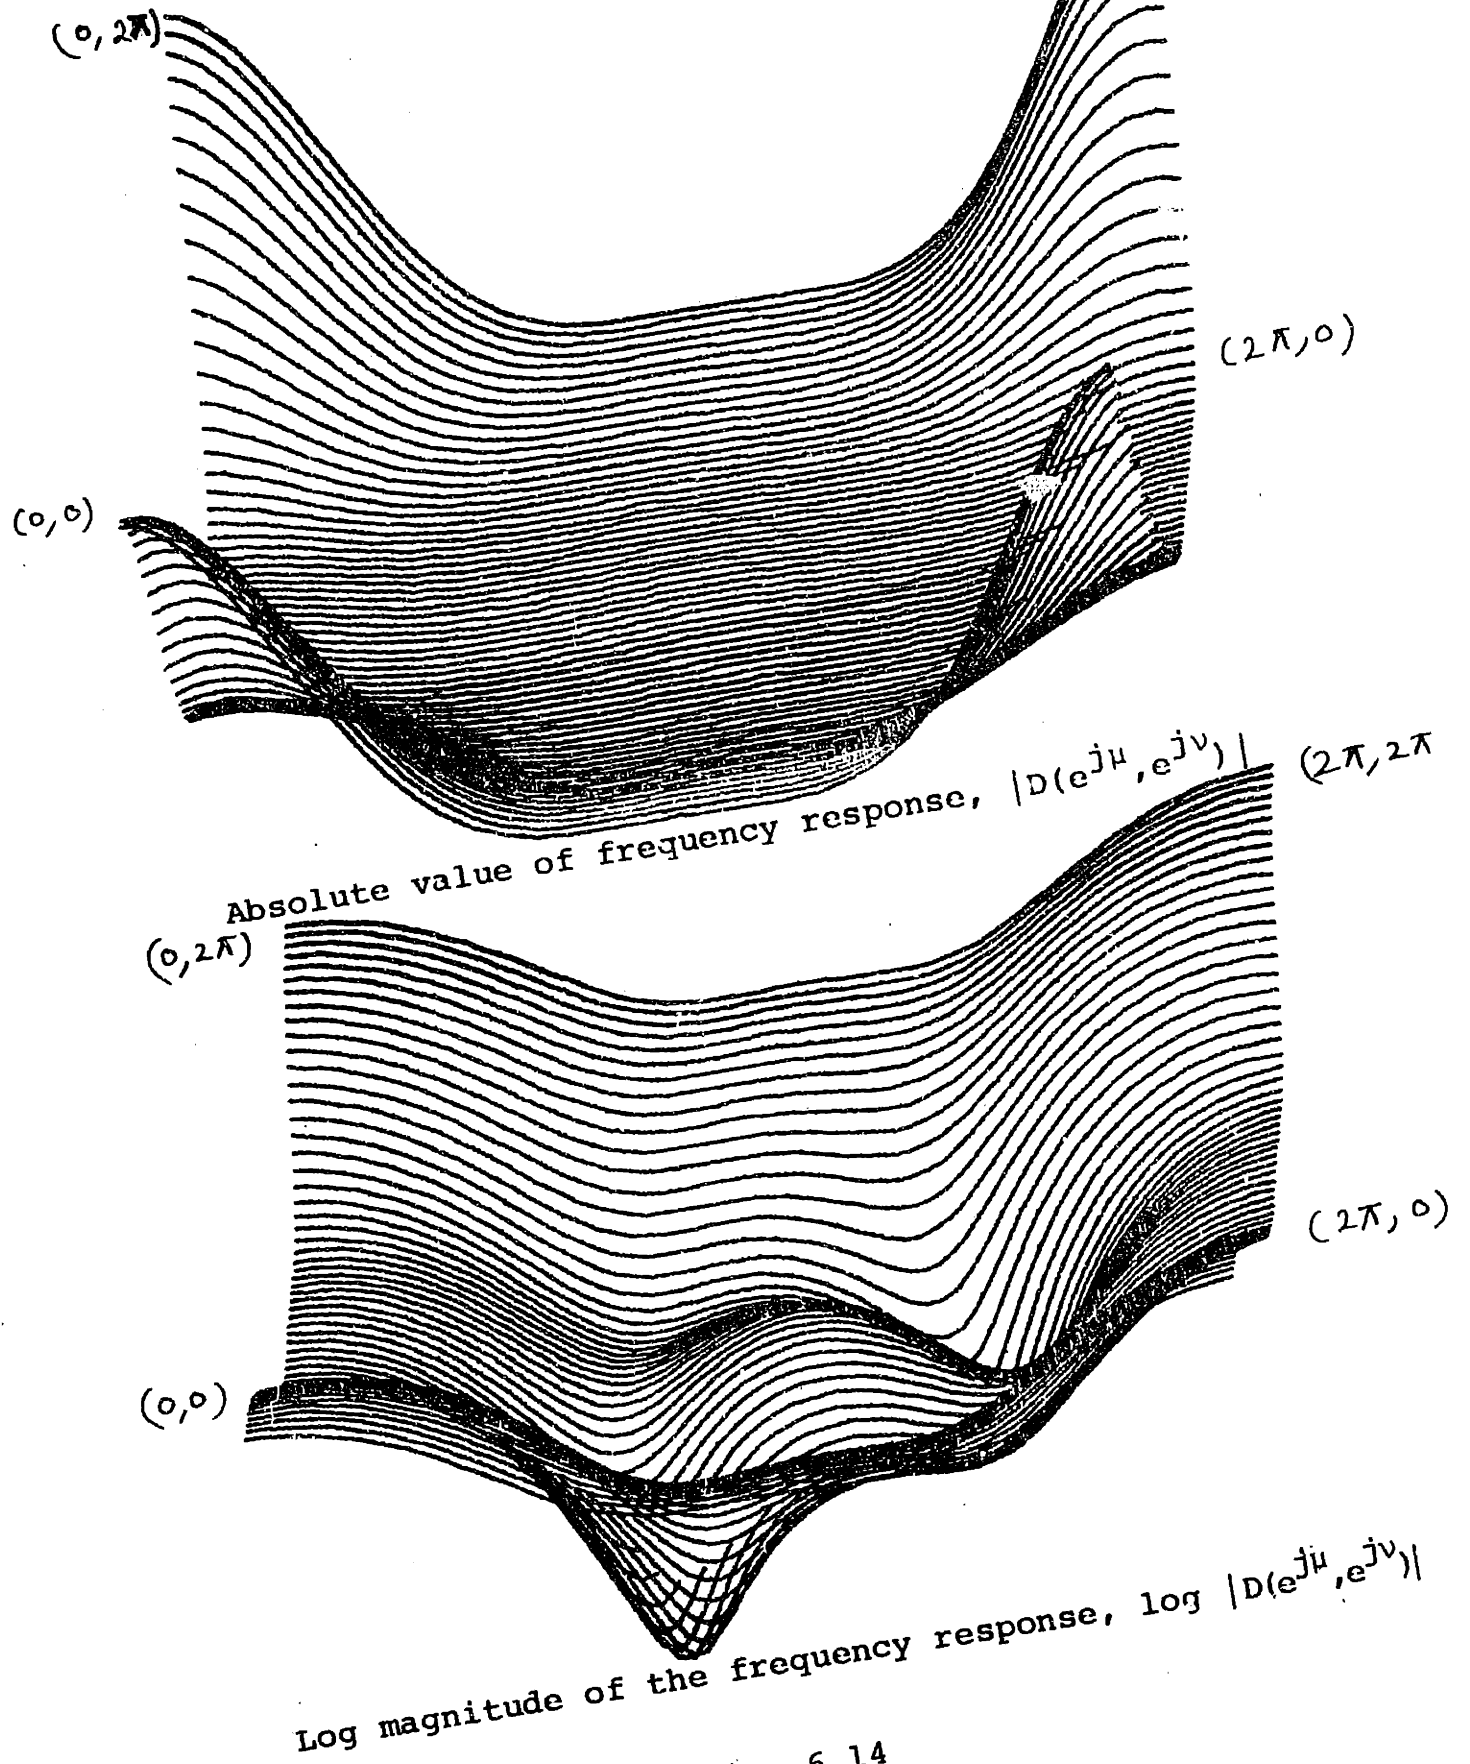 (0, 2π)
(2π, 0)
(0, 0)
Absolute value of frequency response, |D(e^{jμ}, e^{jν})|
(2π, 2π
(0, 2π)
(2π, 0)
(0,0)
Log magnitude of the frequency response, log |D(e^{jμ}, e^{jν})|
6.14